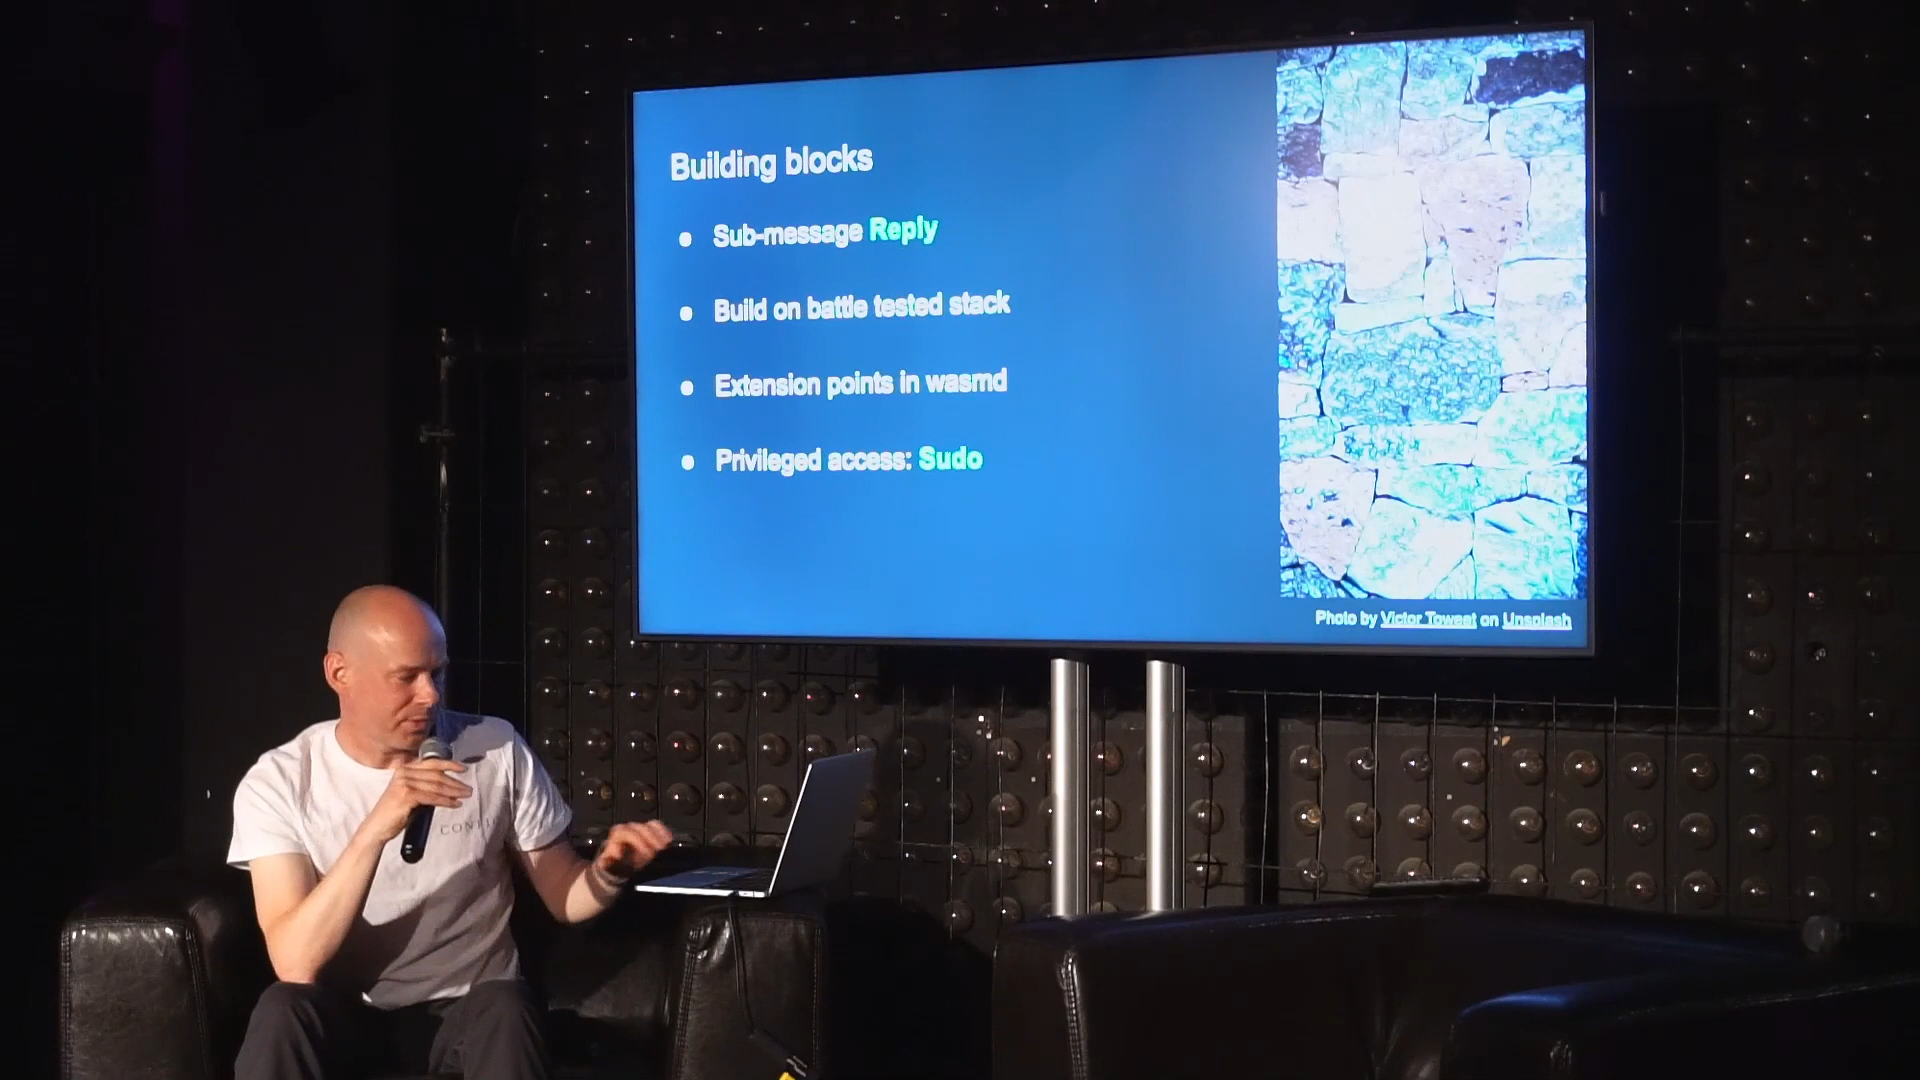 Building blocks
Sub-message Reply
Build on battle tested stack
Extension points in wasmd
Privileged access: Sudo
Photo by Victor Toweet on Unsplash